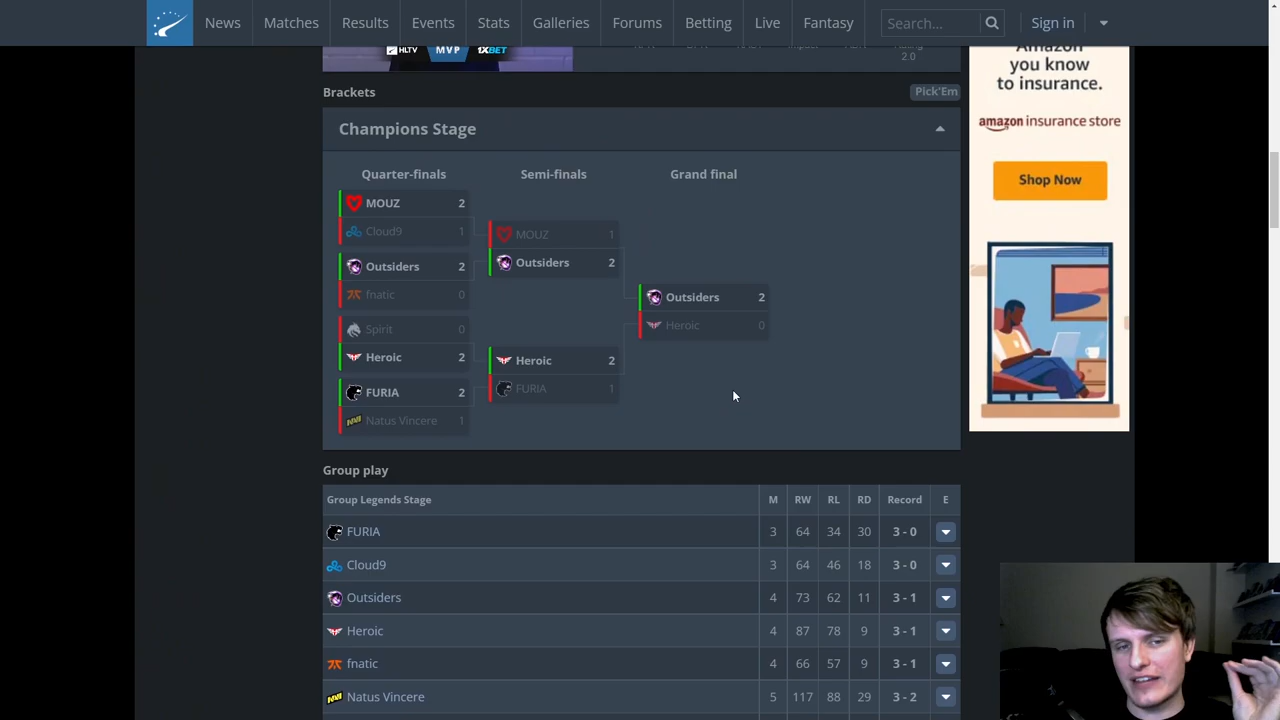 News Matches Results Events Stats Galleries Forums Betting Live Fantasy Search... Sign in
HLTV MVP 1XBET
2.0
Brackets Pick'Em
Champions Stage
Quarter-finals Semi-finals Grand final
MOUZ 2
Cloud9 1
Outsiders 2
fnatic 0
Spirit 0
Heroic 2
FURIA 2
Natus Vincere 1
MOUZ 1
Outsiders 2
Heroic 2
FURIA 1
Outsiders 2
Heroic 0
Group play
Group Legends Stage M RW RL RD Record E
FURIA 3 64 34 30 3 - 0
Cloud9 3 64 46 18 3 - 0
Outsiders 4 73 62 11 3 - 1
Heroic 4 87 78 9 3 - 1
fnatic 4 66 57 9 3 - 1
Natus Vincere 5 117 88 29 3 - 2
Amazon
you know
to insurance.
amazon insurance store
Shop Now